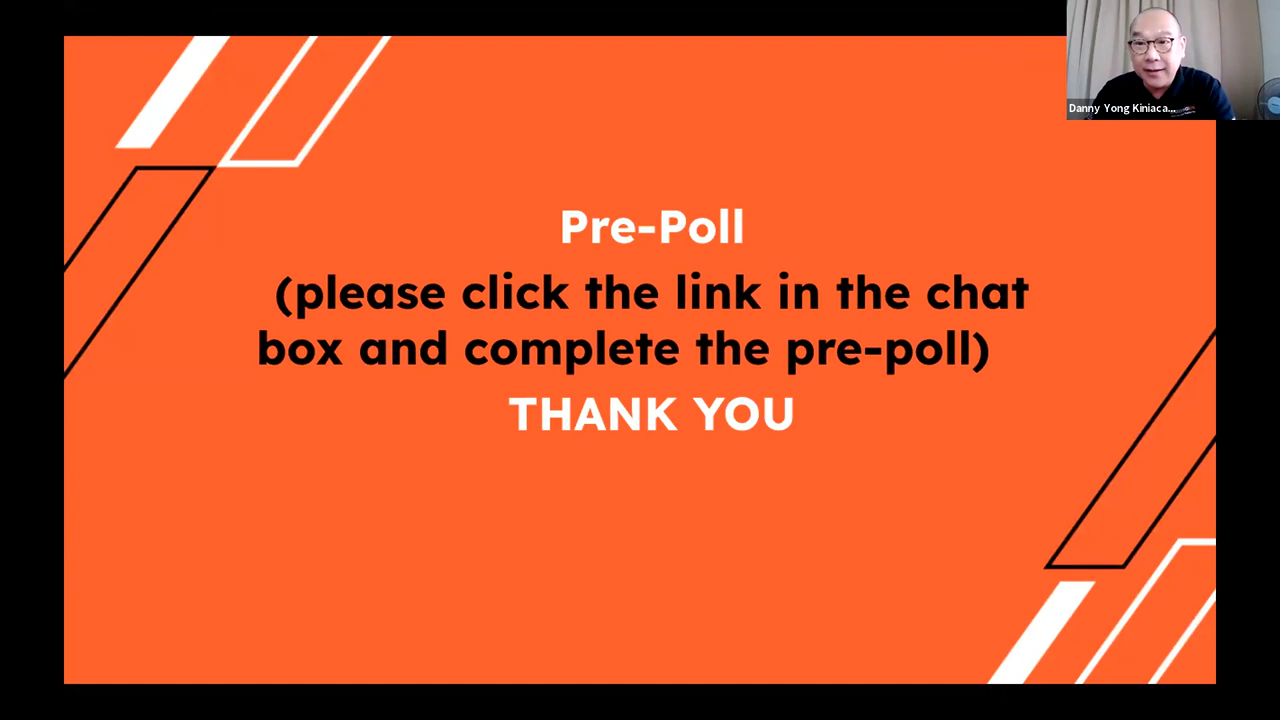 Danny Yong Kiniaca...
Pre-Poll
(please click the link in the chat
box and complete the pre-poll)
THANK YOU